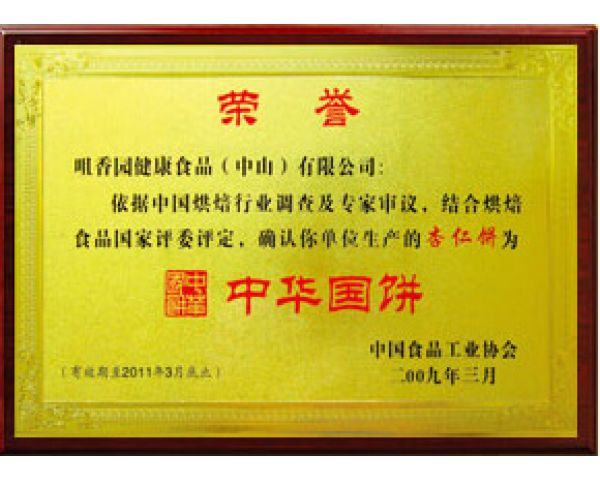 荣誉
咀香园健康食品（中山）有限公司：
依据中国烘焙行业调查及专家审议，结合烘焙
食品国家评委评定，确认你单位生产的杏仁饼为
中华国饼 中华国饼
中国食品工业协会
（有效期至2011年3月底止） 二00九年三月